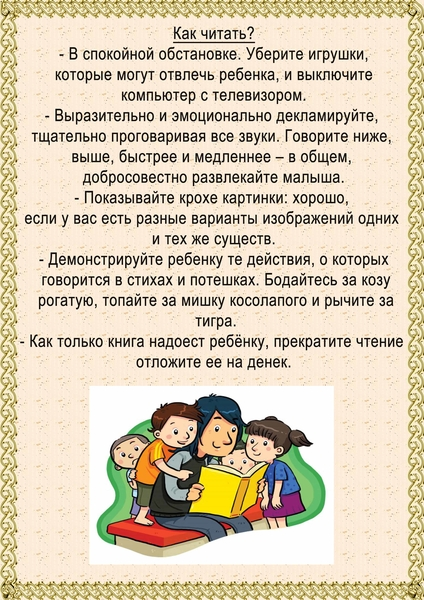 Как читать?
- В спокойной обстановке. Уберите игрушки,
которые могут отвлечь ребенка, и выключите
компьютер с телевизором.
- Выразительно и эмоционально декламируйте,
тщательно проговаривая все звуки. Говорите ниже,
выше, быстрее и медленнее – в общем,
добросовестно развлекайте малыша.
- Показывайте крохе картинки: хорошо,
если у вас есть разные варианты изображений одних
и тех же существ.
- Демонстрируйте ребенку те действия, о которых
говорится в стихах и потешках. Бодайтесь за козу
рогатую, топайте за мишку косолапого и рычите за
тигра.
- Как только книга надоест ребёнку, прекратите чтение
отложите ее на денек.